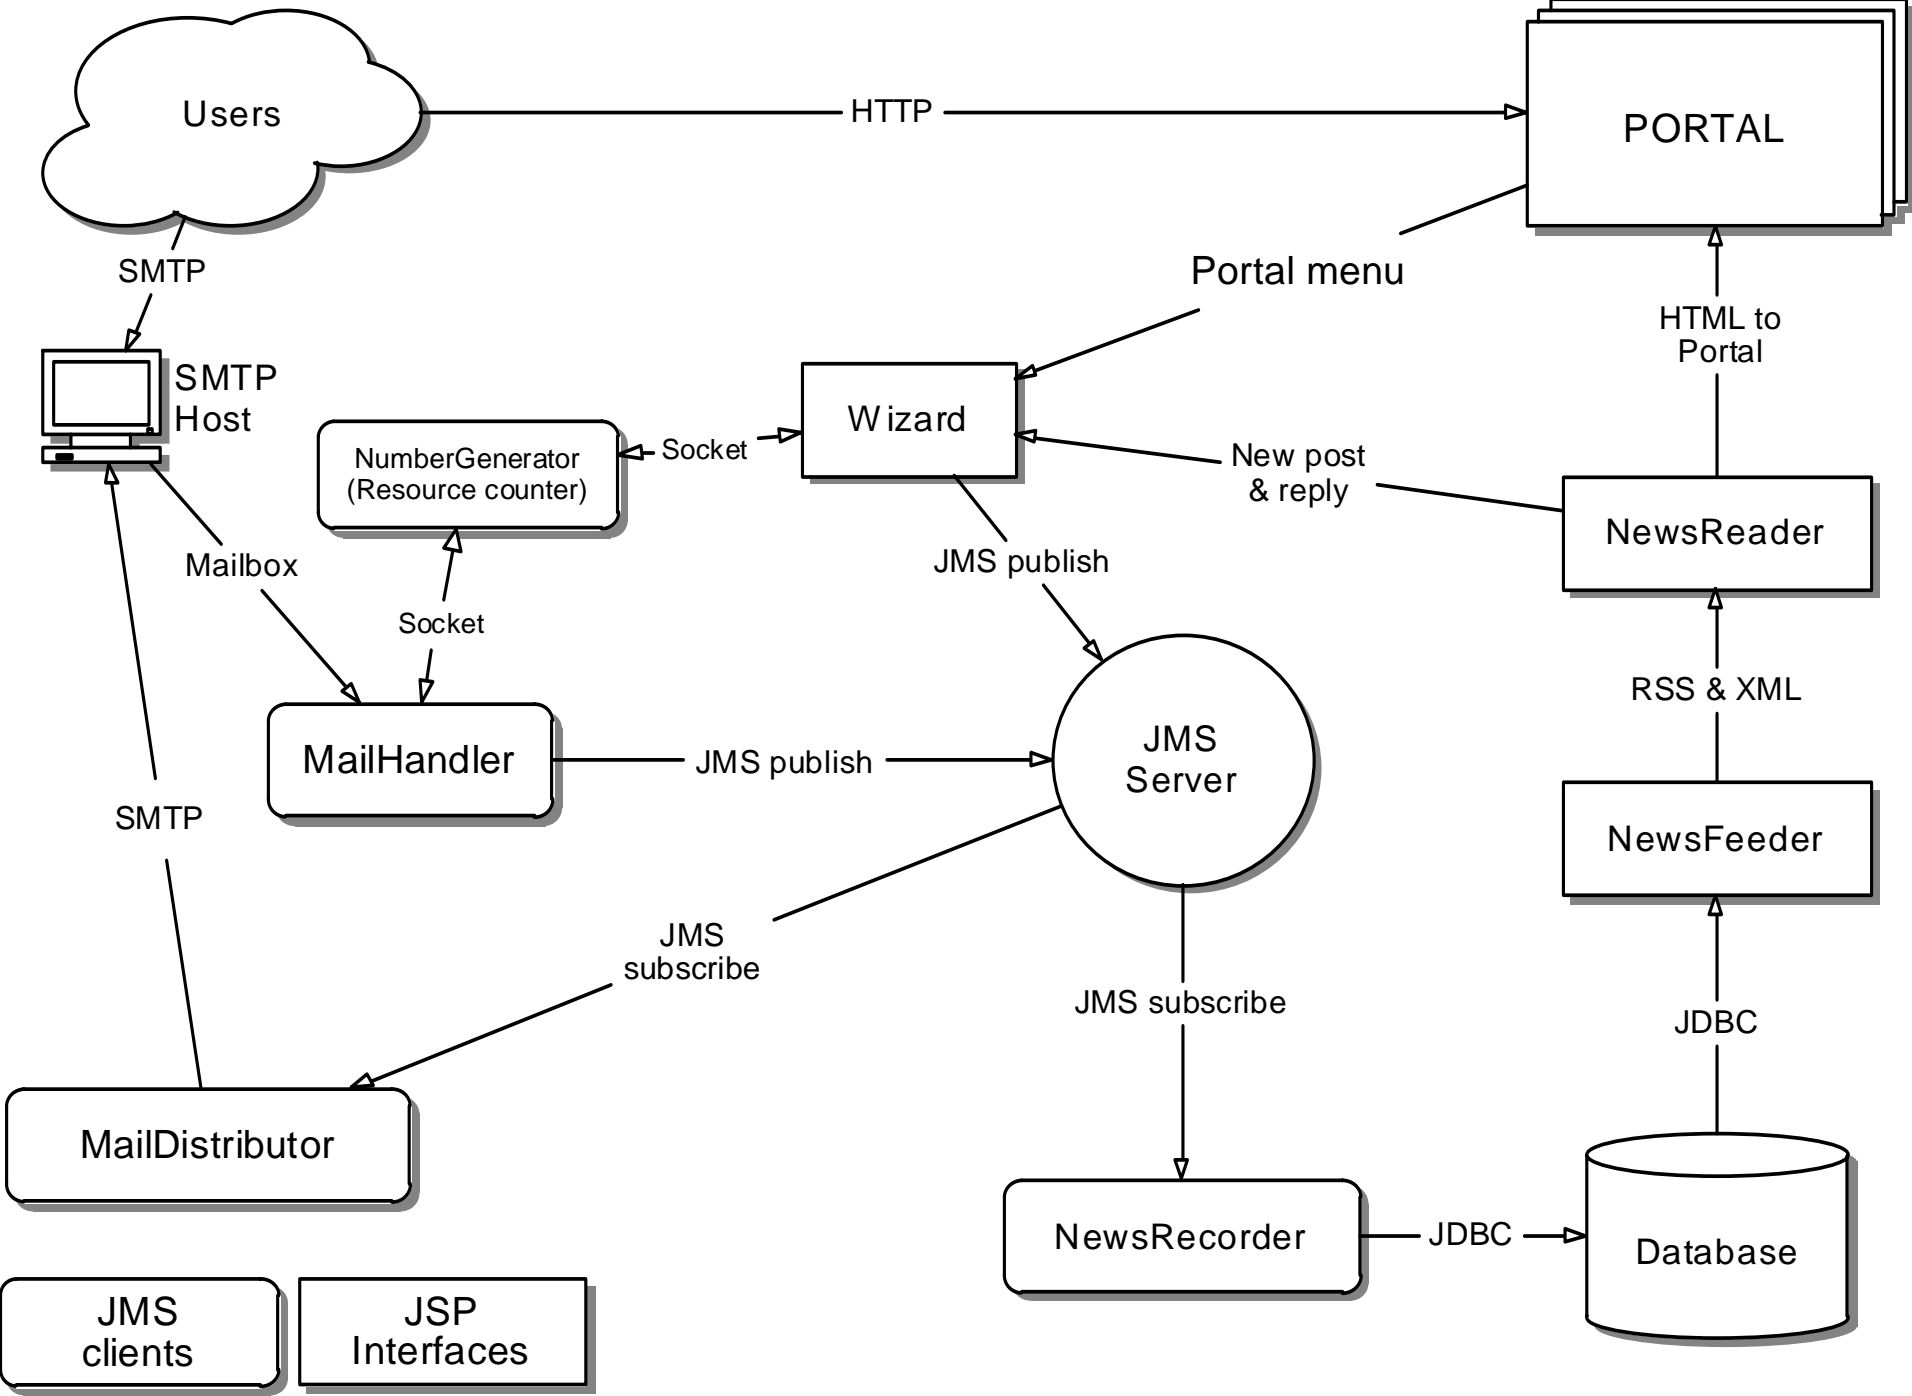 Users
HTTP
PORTAL
SMTP
Portal menu
HTML to
Portal
SMTP
Host
Wizard
NumberGenerator
(Resource counter)
Socket
New post
& reply
NewsReader
Mailbox
JMS publish
Socket
RSS & XML
MailHandler
JMS publish
JMS
Server
SMTP
NewsFeeder
JMS
subscribe
JMS subscribe
JDBC
MailDistributor
NewsRecorder
JDBC
Database
JMS
clients
JSP
Interfaces